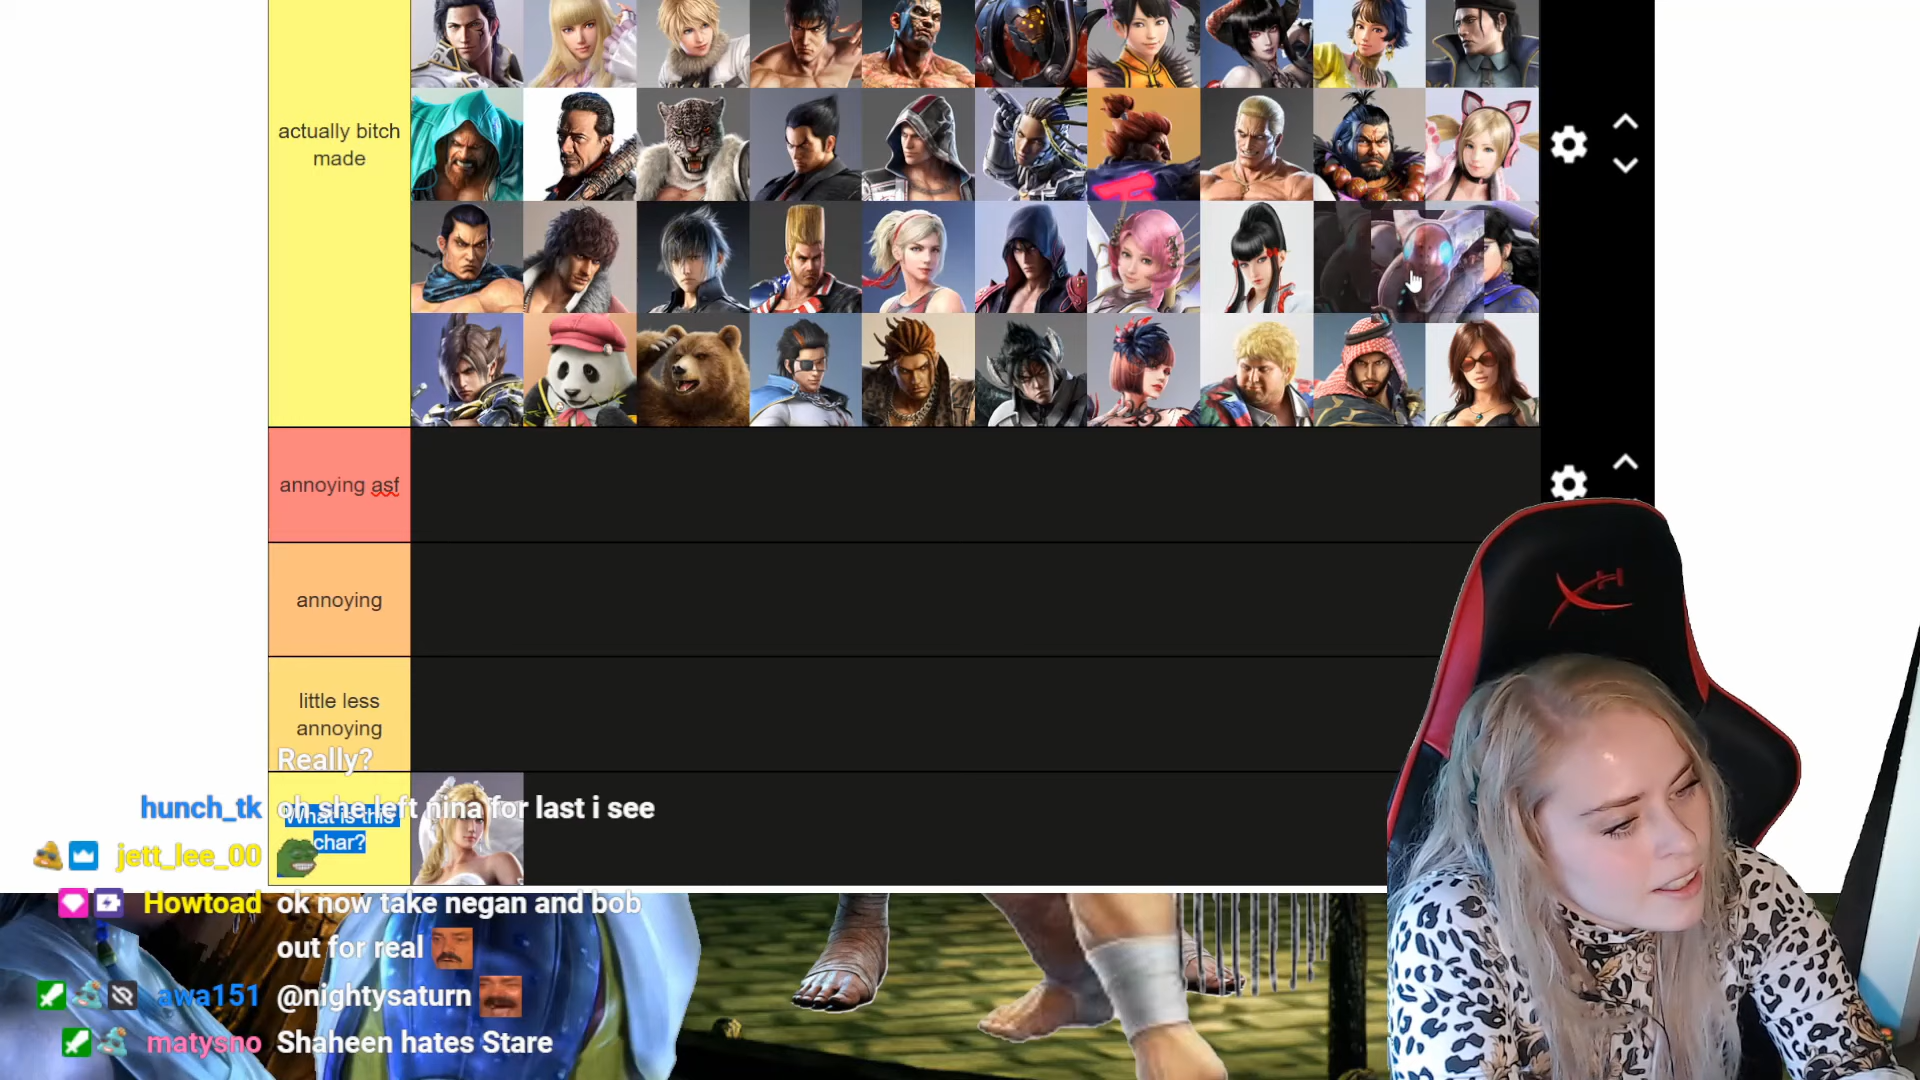 actually bitch
made
annoying asf
annoying
little less
annoying
Really?
What is this
char?
hunch_tk oh she left nina for last i see
jett_lee_00
Howtoad ok now take negan and bob
out for real
awa151 @nightysaturn
matysno Shaheen hates Stare